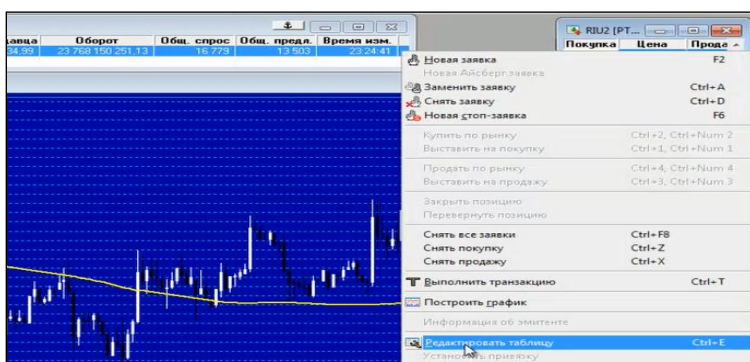 RIU2 [PT...
давца Оборот Общ. спрос Общ. предл. Время изм.
34,99 23 768 150 251,13 16 779 13 503 23:24:41
Покупка Цена Прода
Новая заявка F2
Новая Айсберг заявка
Заменить заявку Ctrl+A
Снять заявку Ctrl+D
Новая стоп-заявка F6
Купить по рынку Ctrl+2, Ctrl+Num 2
Выставить на покупку Ctrl+1, Ctrl+Num 1
Продать по рынку Ctrl+4, Ctrl+Num 4
Выставить на продажу Ctrl+3, Ctrl+Num 3
Закрыть позицию
Перевернуть позицию
Снять все заявки Ctrl+F8
Снять покупку Ctrl+Z
Снять продажу Ctrl+X
Выполнить транзакцию Ctrl+T
Построить график
Информация об эмитенте
Редактировать таблицу Ctrl+E
Установить привязку